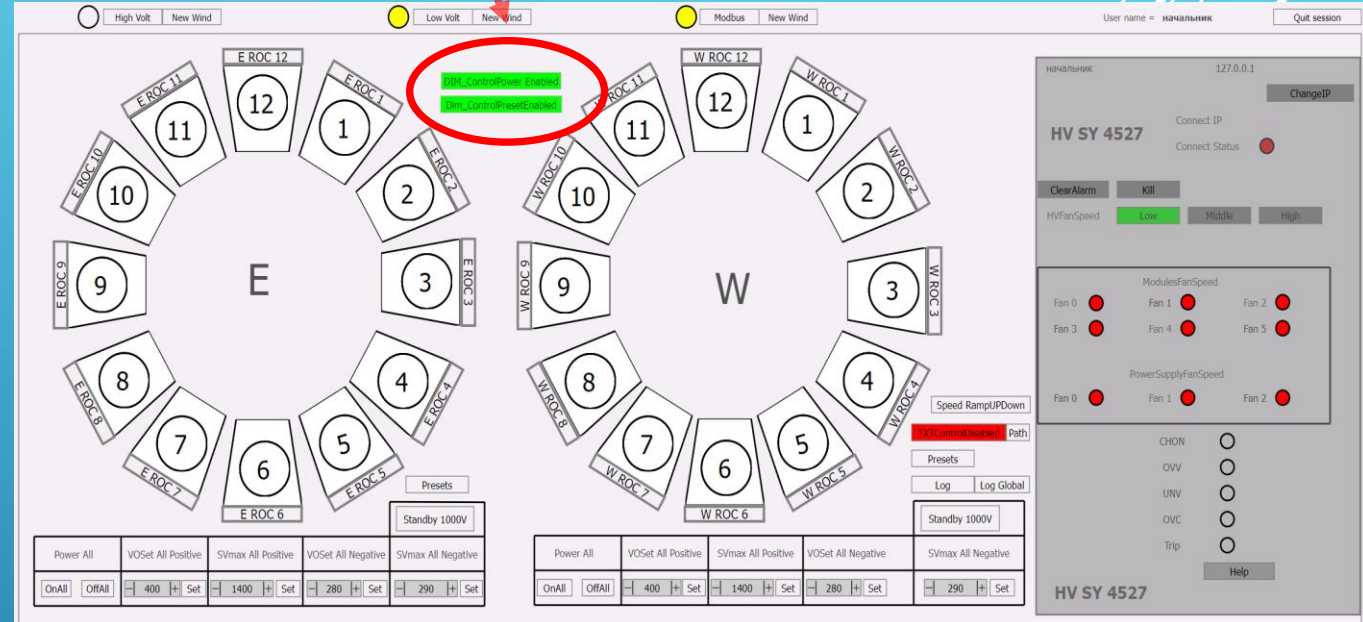 High Volt New Wind Low Volt New Wind Modbus New Wind User name = начальник Quit session
DIM_ControlPower Enabled
Dim_ControlPresetEnabled
E
E ROC 12 12
E ROC 1 1
E ROC 2 2
E ROC 3 3
E ROC 4 4
E ROC 5 5
E ROC 6 6
E ROC 7 7
E ROC 8 8
E ROC 9 9
E ROC 10 10
E ROC 11 11
Presets
Standby 1000V
Power All VOSet All Positive SVmax All Positive VOSet All Negative SVmax All Negative
OnAll OffAll - 400 + Set - 1400 + Set - 280 + Set - 290 + Set
W
W ROC 12 12
W ROC 1 1
W ROC 2 2
W ROC 3 3
W ROC 4 4
W ROC 5 5
W ROC 6 6
W ROC 7 7
W ROC 8 8
W ROC 9 9
W ROC 10 10
W ROC 11 11
Speed RampUPDown
TXTControlDisabled Path
Presets
Log Log Global
Standby 1000V
Power All VOSet All Positive SVmax All Positive VOSet All Negative SVmax All Negative
OnAll OffAll - 400 + Set - 1400 + Set - 280 + Set - 290 + Set
начальник 127.0.0.1
ChangeIP
HV SY 4527
Connect IP
Connect Status
ClearAlarm Kill
HVFanSpeed Low Middle High
ModulesFanSpeed
Fan 0 Fan 1 Fan 2
Fan 3 Fan 4 Fan 5
PowerSupplyFanSpeed
Fan 0 Fan 1 Fan 2
CHON
OVV
UNV
OVC
Trip
Help
HV SY 4527